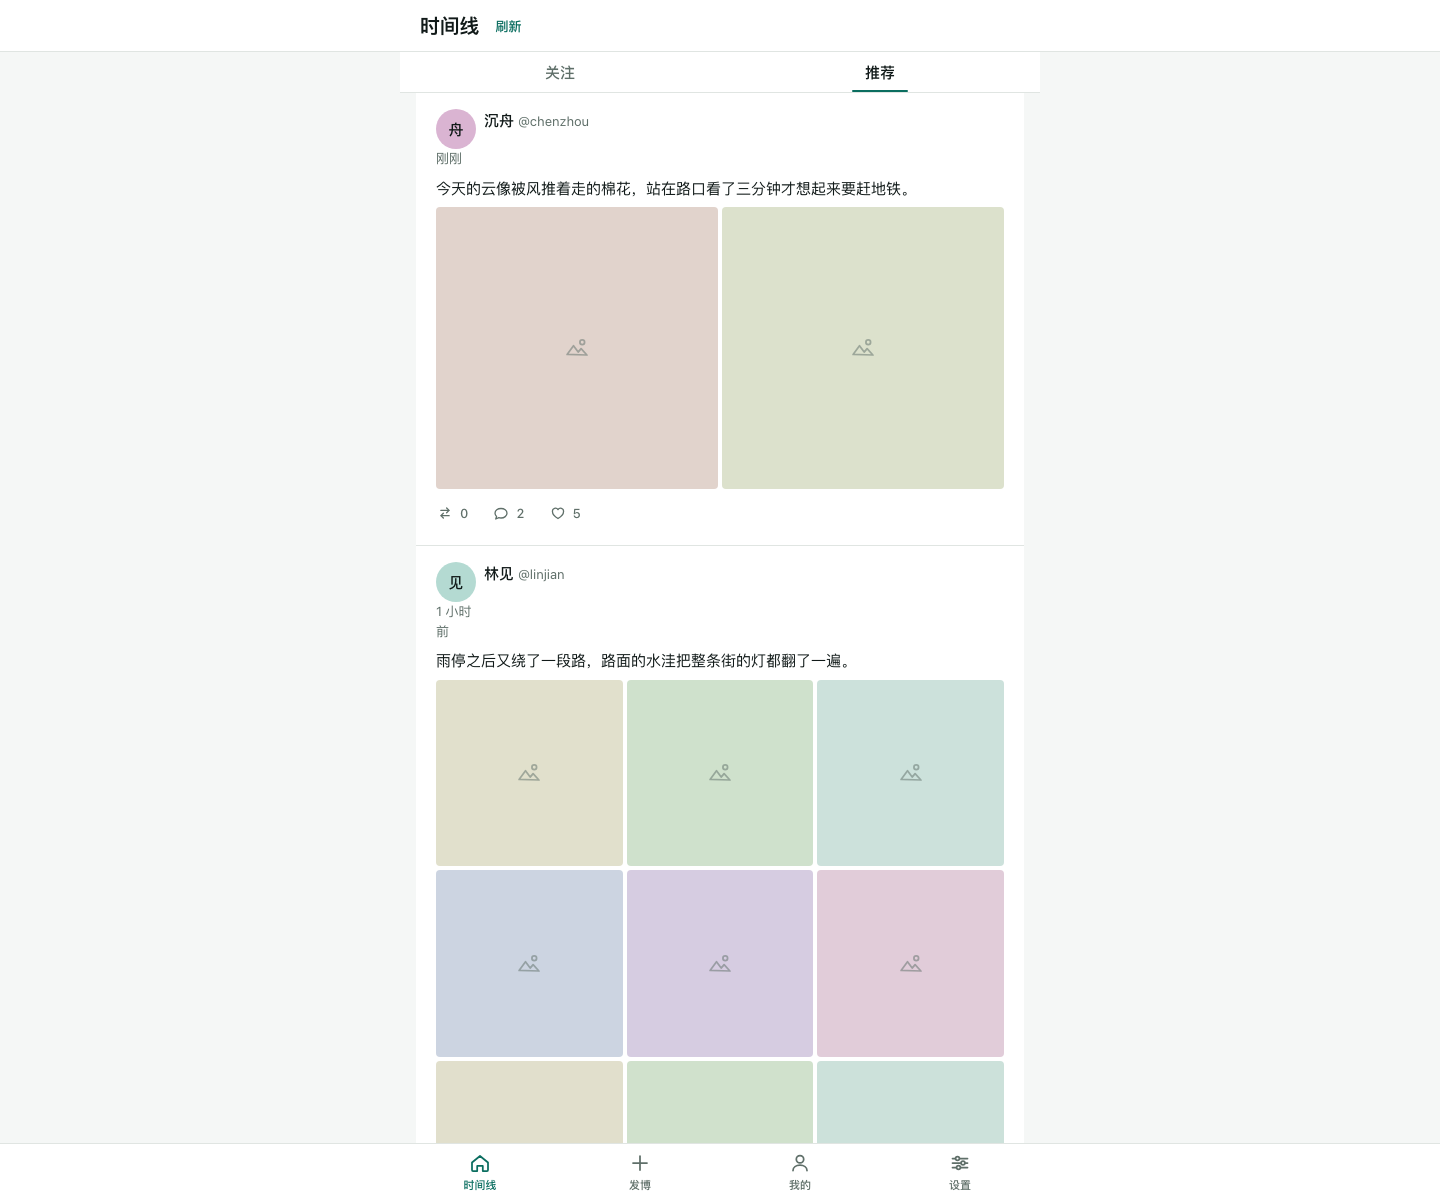 时间线 刷新
关注 推荐
舟 沉舟 @chenzhou
刚刚
今天的云像被风推着走的棉花，站在路口看了三分钟才想起来要赶地铁。
0 2 5
见 林见 @linjian
1 小时
前
雨停之后又绕了一段路，路面的水洼把整条街的灯都翻了一遍。
时间线 发博 我的 设置